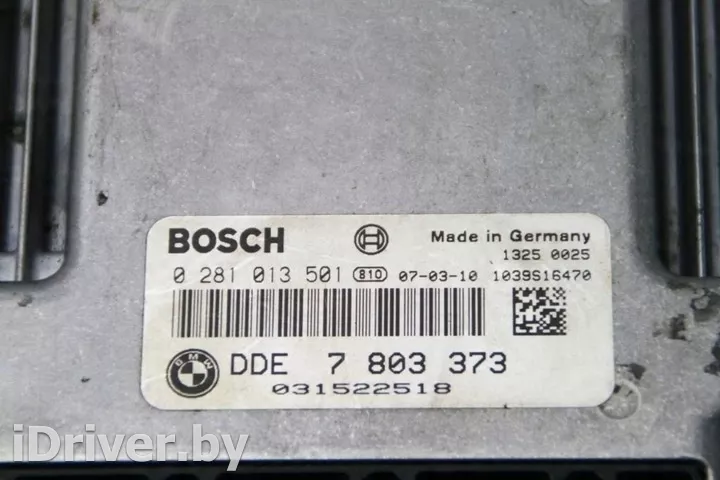 BOSCH
Made in Germany
1325 0025
0 281 013 501 810 07-03-10 1039S16470
BMW
DDE 7 803 373
031522518
iDriver.by